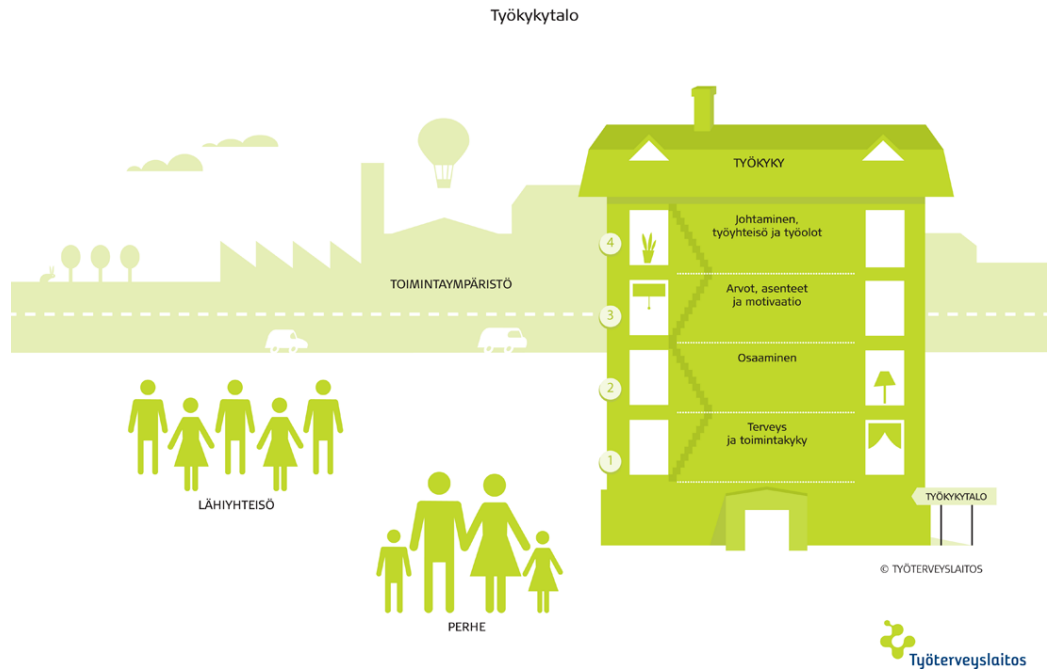 Työkykytalo
TYÖKYKY
4
Johtaminen,
työyhteisö ja työolot
TOIMINTAYMPÄRISTÖ
3
Arvot, asenteet
ja motivaatio
2
Osaaminen
1
Terveys
ja toimintakyky
LÄHIYHTEISÖ
TYÖKYKYTALO
PERHE
© TYÖTERVEYSLAITOS
Työterveyslaitos